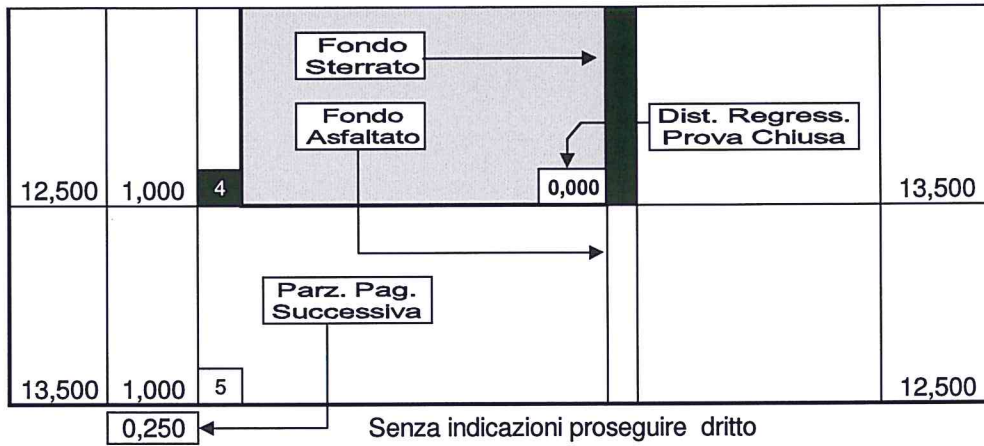 Fondo
Sterrato
Fondo
Asfaltato
Dist. Regress.
Prova Chiusa
12,500 1,000 4 0,000 13,500
Parz. Pag.
Successiva
13,500 1,000 5 12,500
0,250 Senza indicazioni proseguire dritto